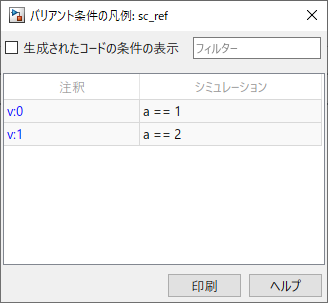 バリアント条件の凡例: sc_ref
生成されたコードの条件の表示
フィルター
注釈 シミュレーション
v:0 a == 1
v:1 a == 2
印刷 ヘルプ